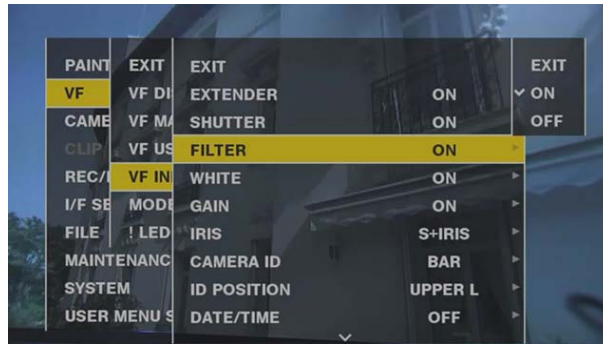 PAINT
VF
CAME
CLIP
REC/
I/F SE
FILE
MAINTENANC
SYSTEM
USER MENU S
EXIT
VF DI
VF MA
VF US
VF IN
MODE
! LED
EXIT
EXTENDER ON
SHUTTER ON
FILTER ON
WHITE ON
GAIN ON
IRIS S+IRIS
CAMERA ID BAR
ID POSITION UPPER L
DATE/TIME OFF
EXIT
ON
OFF